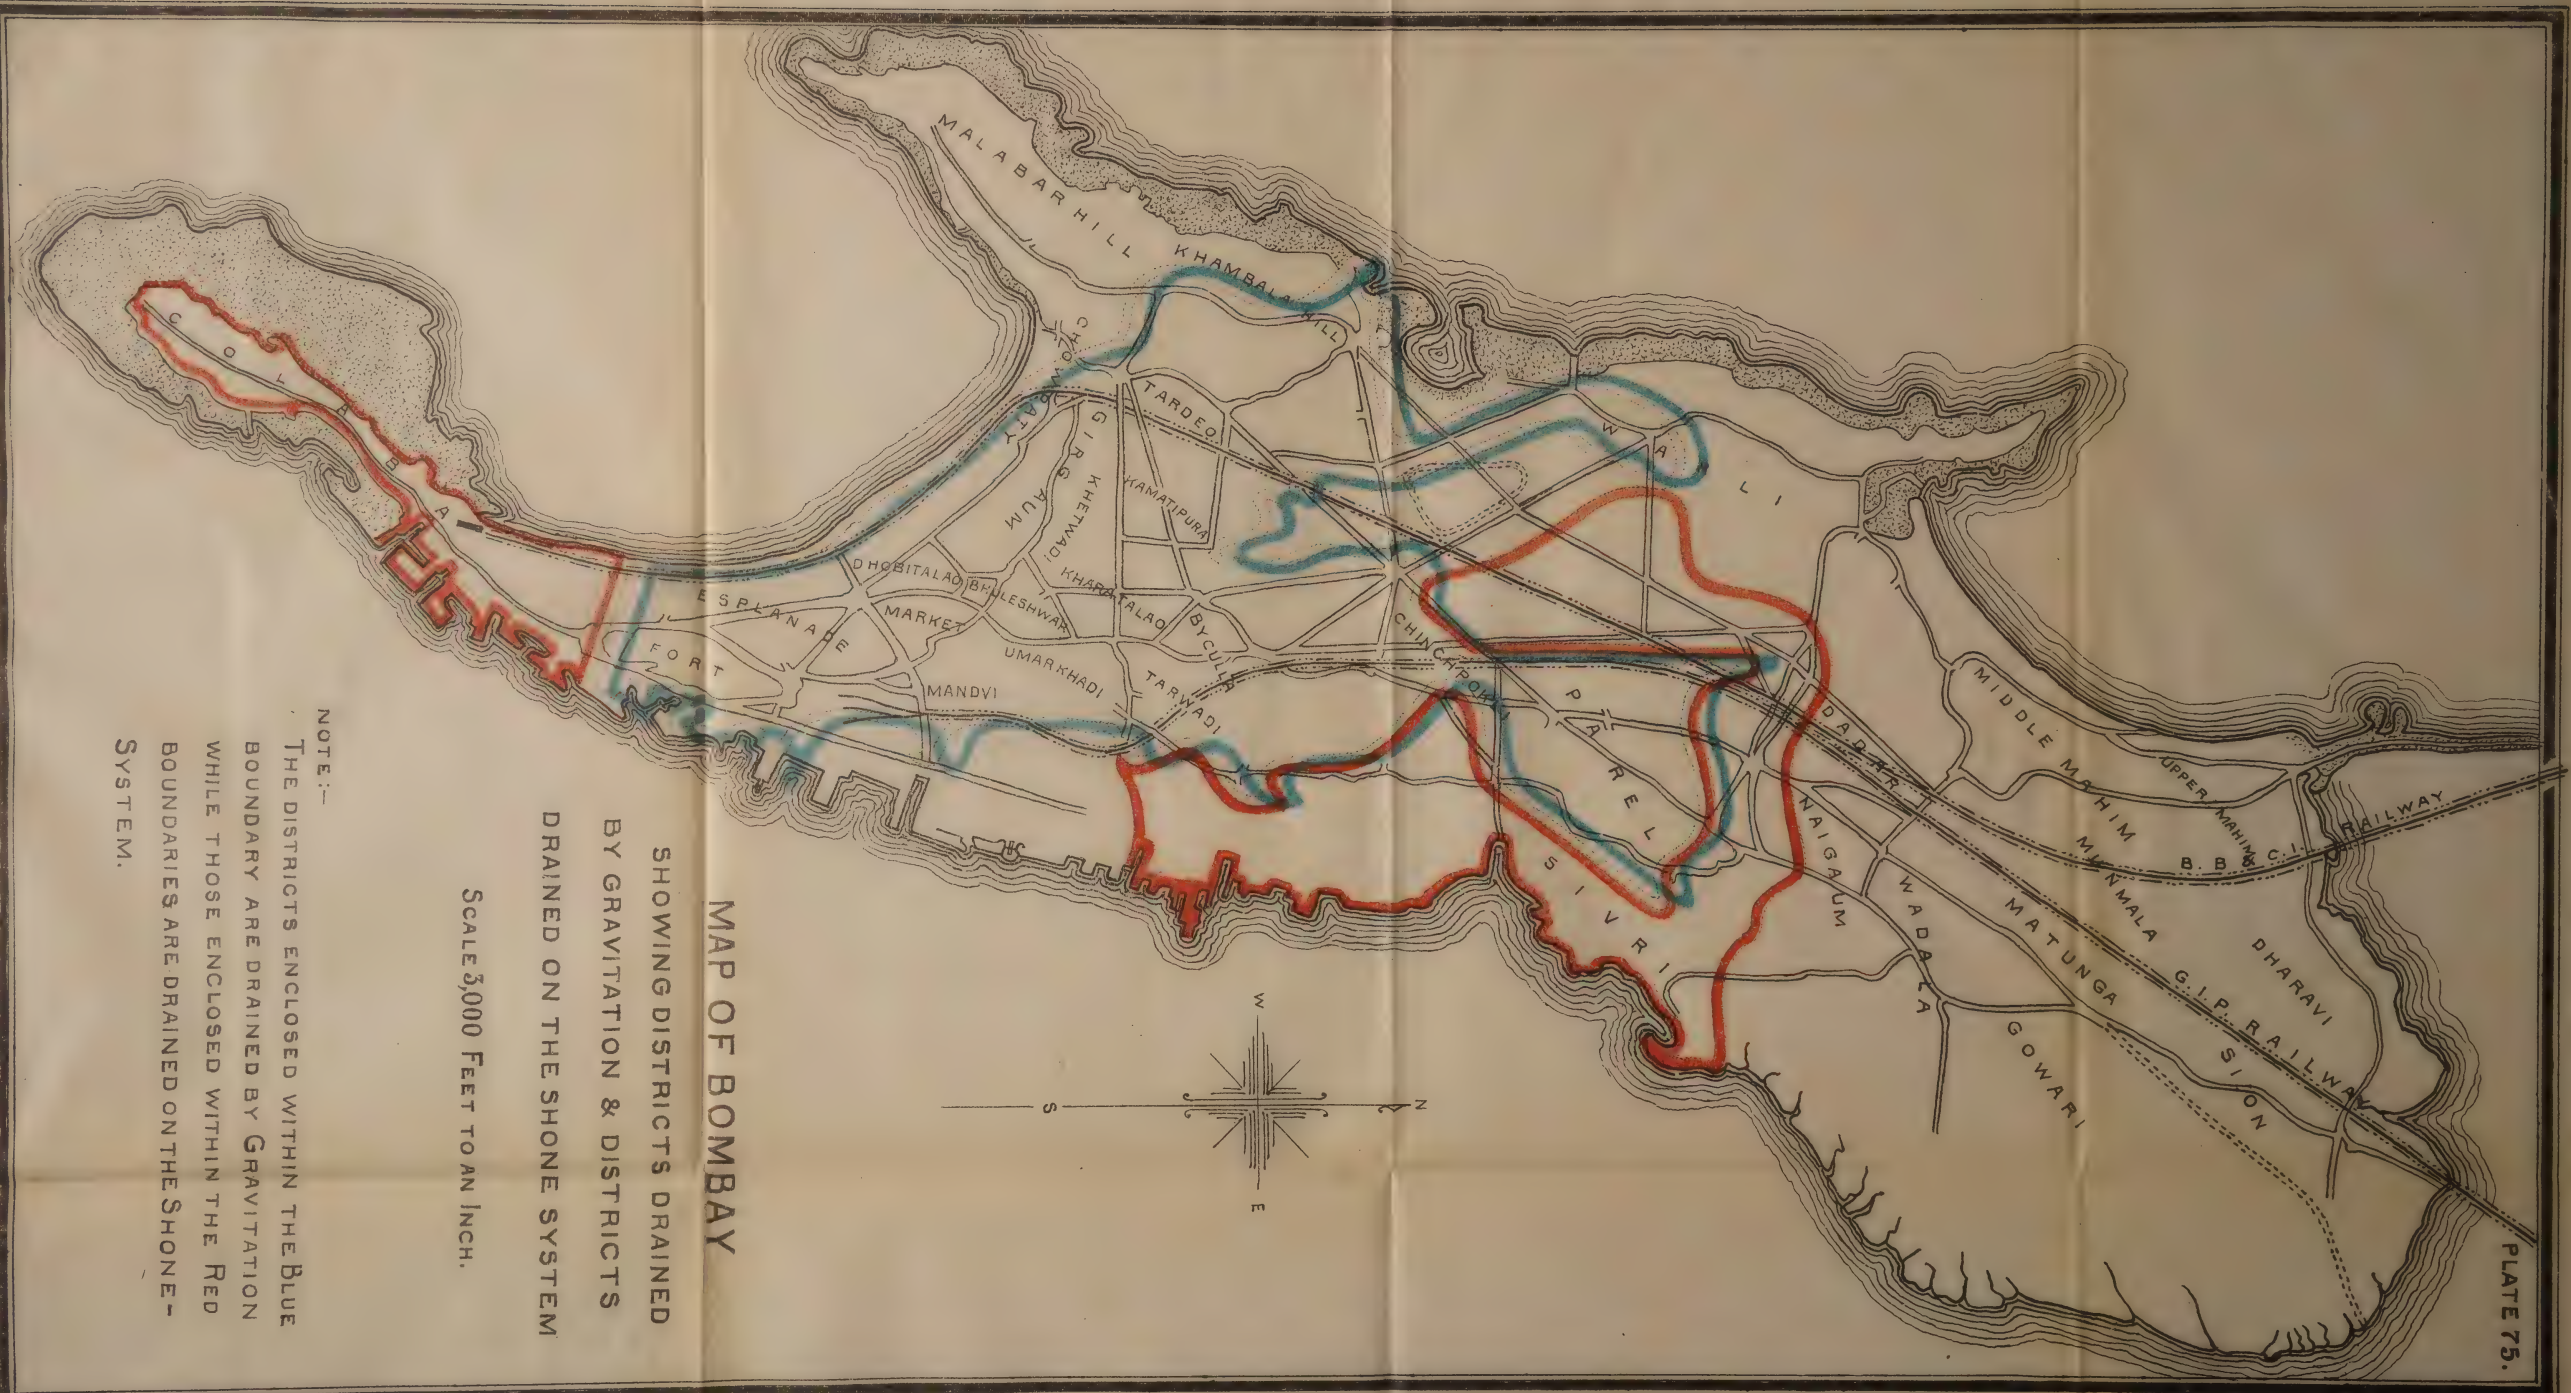 PLATE 75.
MAP OF BOMBAY
SHOWING DISTRICTS DRAINED
BY GRAVITATION & DISTRICTS
DRAINED ON THE SHONE SYSTEM
SCALE 3,000 FEET TO AN INCH.
NOTE:-
THE DISTRICTS ENCLOSED WITHIN THE BLUE
BOUNDARY ARE DRAINED BY GRAVITATION
WHILE THOSE ENCLOSED WITHIN THE RED
BOUNDARIES ARE DRAINED ON THE SHONE-
SYSTEM.
W
N
S
E
COLABA
MALABAR HILL
KHAMBALA HILL
CHOWPATY
TARDEO
GIRGAUM
KHETWADI
KAMATIPURA
DHOBITALAO
BHULESHWAR
KHARATALAO
ESPLANADE
MARKET
FORT
MANDVI
UMARKHADI
BYCULLA
TARWADI
CHINCHPOKLI
WALI
PAREL
SIVRI
DADAR
NAIGAUM
WADALA
MIDDLE MAHIM
UPPER MAHIM
MATUNGA
DHARAVI
GOWARI
SION
B. B & C. I. RAILWAY
G. I. P. RAILWAY